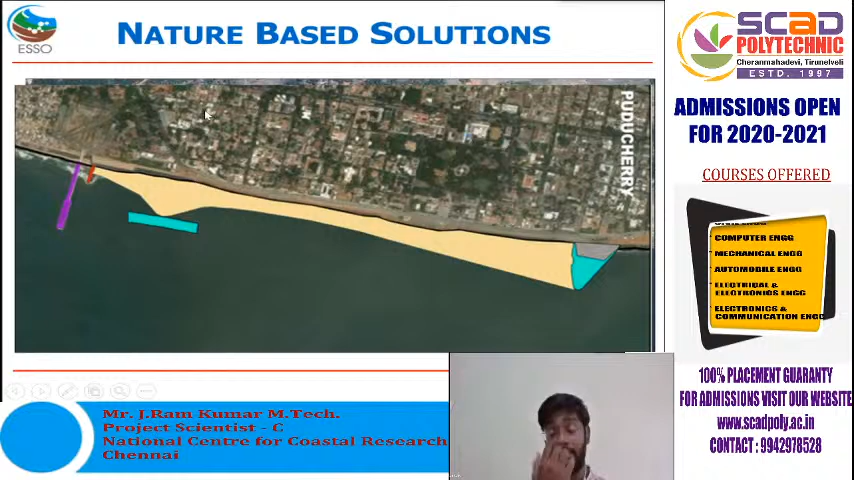 ESSO
NATURE BASED SOLUTIONS
PUDUCHERRY
Mr. J.Ram Kumar M.Tech.
Project Scientist - C
National Centre for Coastal Research
Chennai
SCAD
POLYTECHNIC
Cheranmahadevi, Tirunelveli
ESTD. 1997
ADMISSIONS OPEN
FOR 2020-2021
COURSES OFFERED
COMPUTER ENGG
MECHANICAL ENGG
AUTOMOBILE ENGG
ELECTRICAL &
ELECTRONICS ENGG
ELECTRONICS &
COMMUNICATION ENGG
100% PLACEMENT GUARANTY
FOR ADMISSIONS VISIT OUR WEBSITE
www.scadpoly.ac.in
CONTACT : 9942978528